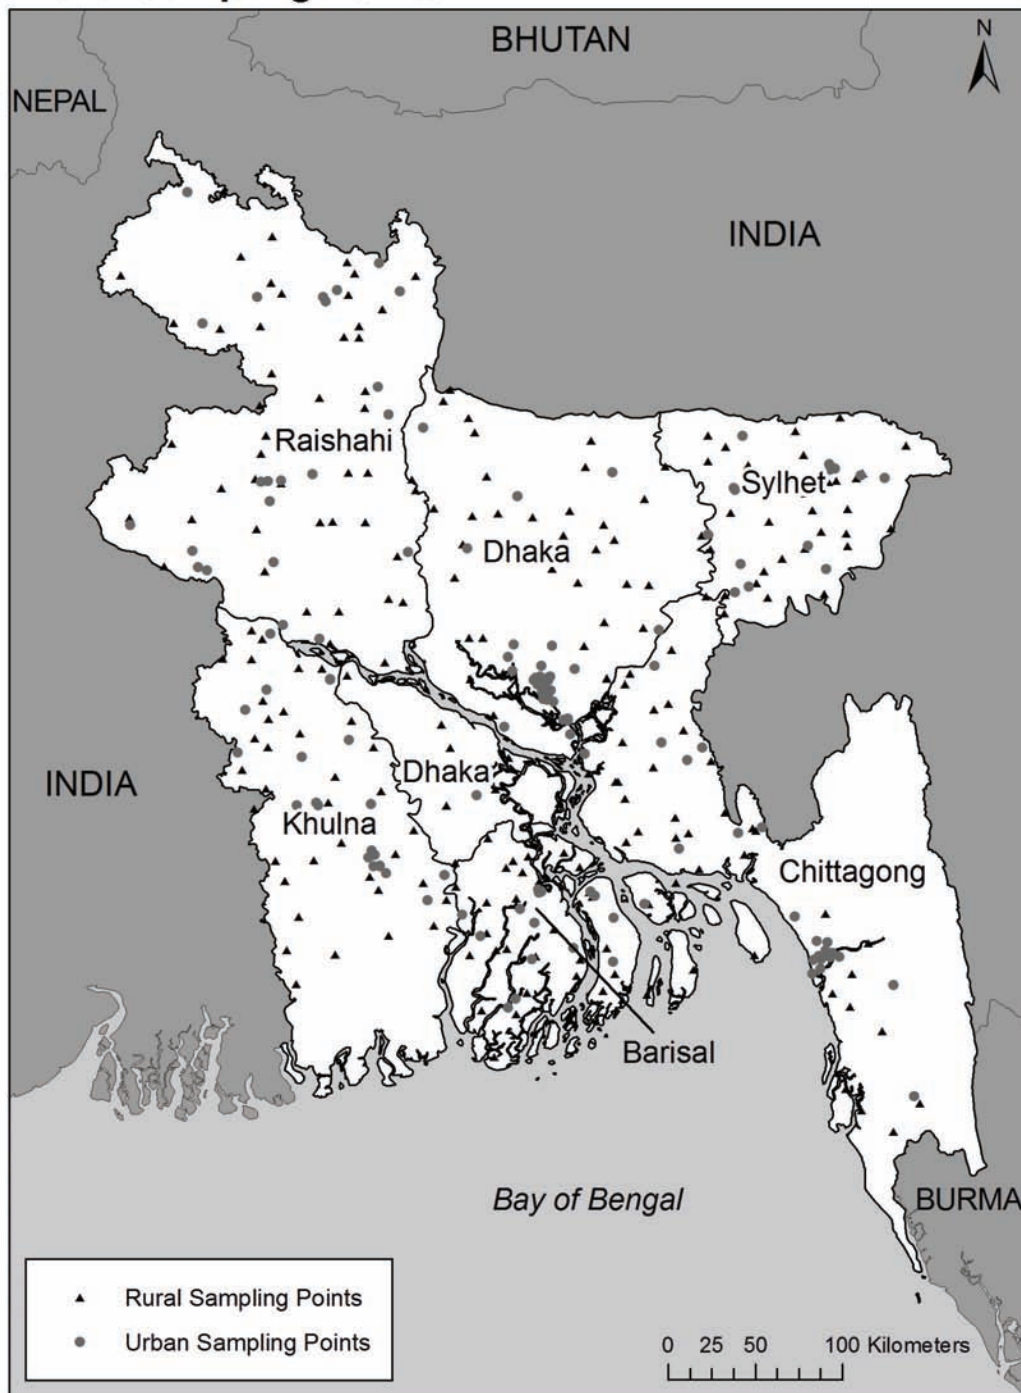 BHUTAN
N
NEPAL
INDIA
Raishahi
Sylhet
Dhaka
INDIA
Dhaka
Khulna
Chittagong
Barisal
Bay of Bengal
BURMA
Rural Sampling Points
Urban Sampling Points
0 25 50 100 Kilometers